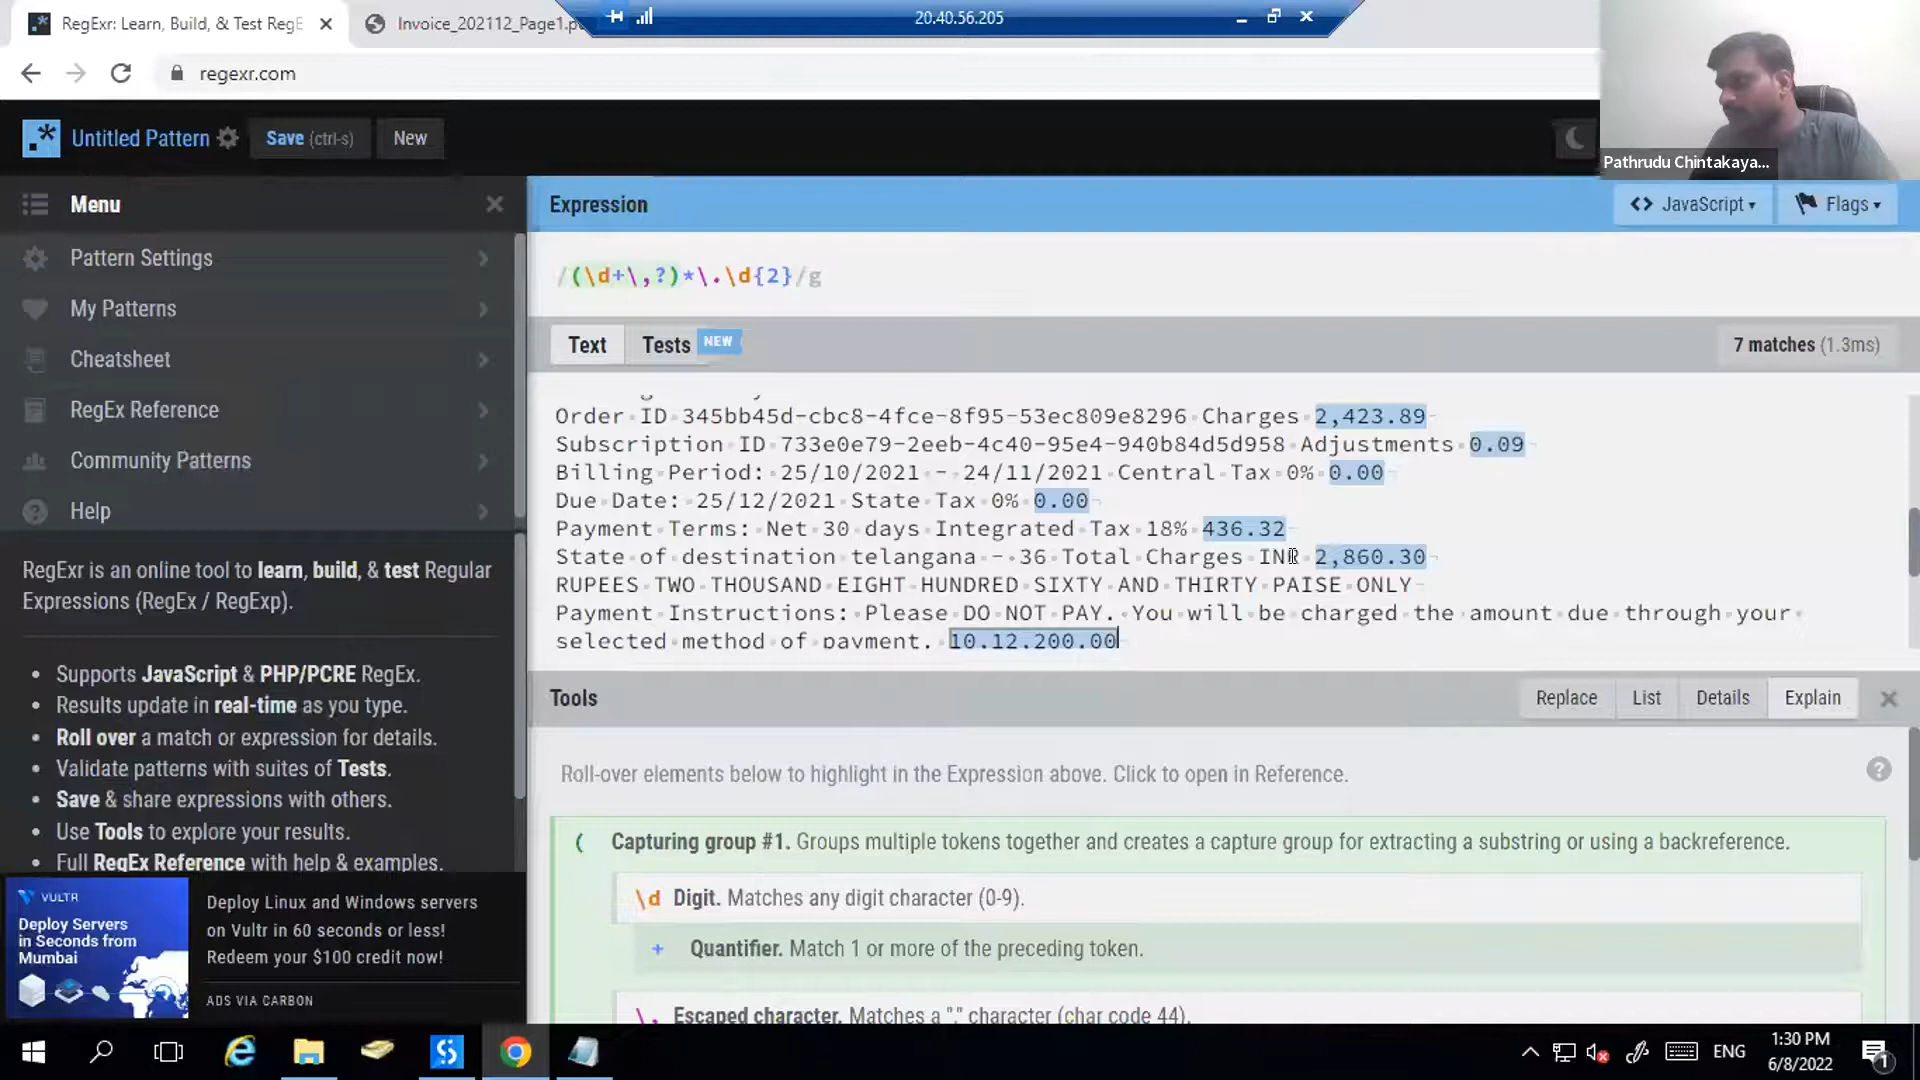 RegExr: Learn, Build, & Test RegE
Invoice_202112_Page1.p
20.40.56.205
regexr.com
Untitled Pattern
Save (ctrl-s)
New
Pathrudu Chintakaya...
Menu
Pattern Settings
My Patterns
Cheatsheet
RegEx Reference
Community Patterns
Help
RegExr is an online tool to learn, build, & test Regular
Expressions (RegEx / RegExp).
Supports JavaScript & PHP/PCRE RegEx.
Results update in real-time as you type.
Roll over a match or expression for details.
Validate patterns with suites of Tests.
Save & share expressions with others.
Use Tools to explore your results.
Full RegEx Reference with help & examples.
VULTR
Deploy Servers
in Seconds from
Mumbai
Deploy Linux and Windows servers
on Vultr in 60 seconds or less!
Redeem your $100 credit now!
ADS VIA CARBON
Expression
JavaScript
Flags
/(\d+\,?)*\.\d{2}/g
Text
Tests NEW
7 matches (1.3ms)
Order ID 345bb45d-cbc8-4fce-8f95-53ec809e8296 Charges 2,423.89
Subscription ID 733e0e79-2eeb-4c40-95e4-940b84d5d958 Adjustments 0.09
Billing Period: 25/10/2021 - 24/11/2021 Central Tax 0% 0.00
Due Date: 25/12/2021 State Tax 0% 0.00
Payment Terms: Net 30 days Integrated Tax 18% 436.32
State of destination telangana - 36 Total Charges INR 2,860.30
RUPEES TWO THOUSAND EIGHT HUNDRED SIXTY AND THIRTY PAISE ONLY
Payment Instructions: Please DO NOT PAY. You will be charged the amount due through your
selected method of payment. 10,12,200.00
Tools
Replace
List
Details
Explain
Roll-over elements below to highlight in the Expression above. Click to open in Reference.
( Capturing group #1. Groups multiple tokens together and creates a capture group for extracting a substring or using a backreference.
\d Digit. Matches any digit character (0-9).
+ Quantifier. Match 1 or more of the preceding token.
\, Escaped character. Matches a "," character (char code 44).
ENG
1:30 PM
6/8/2022
1